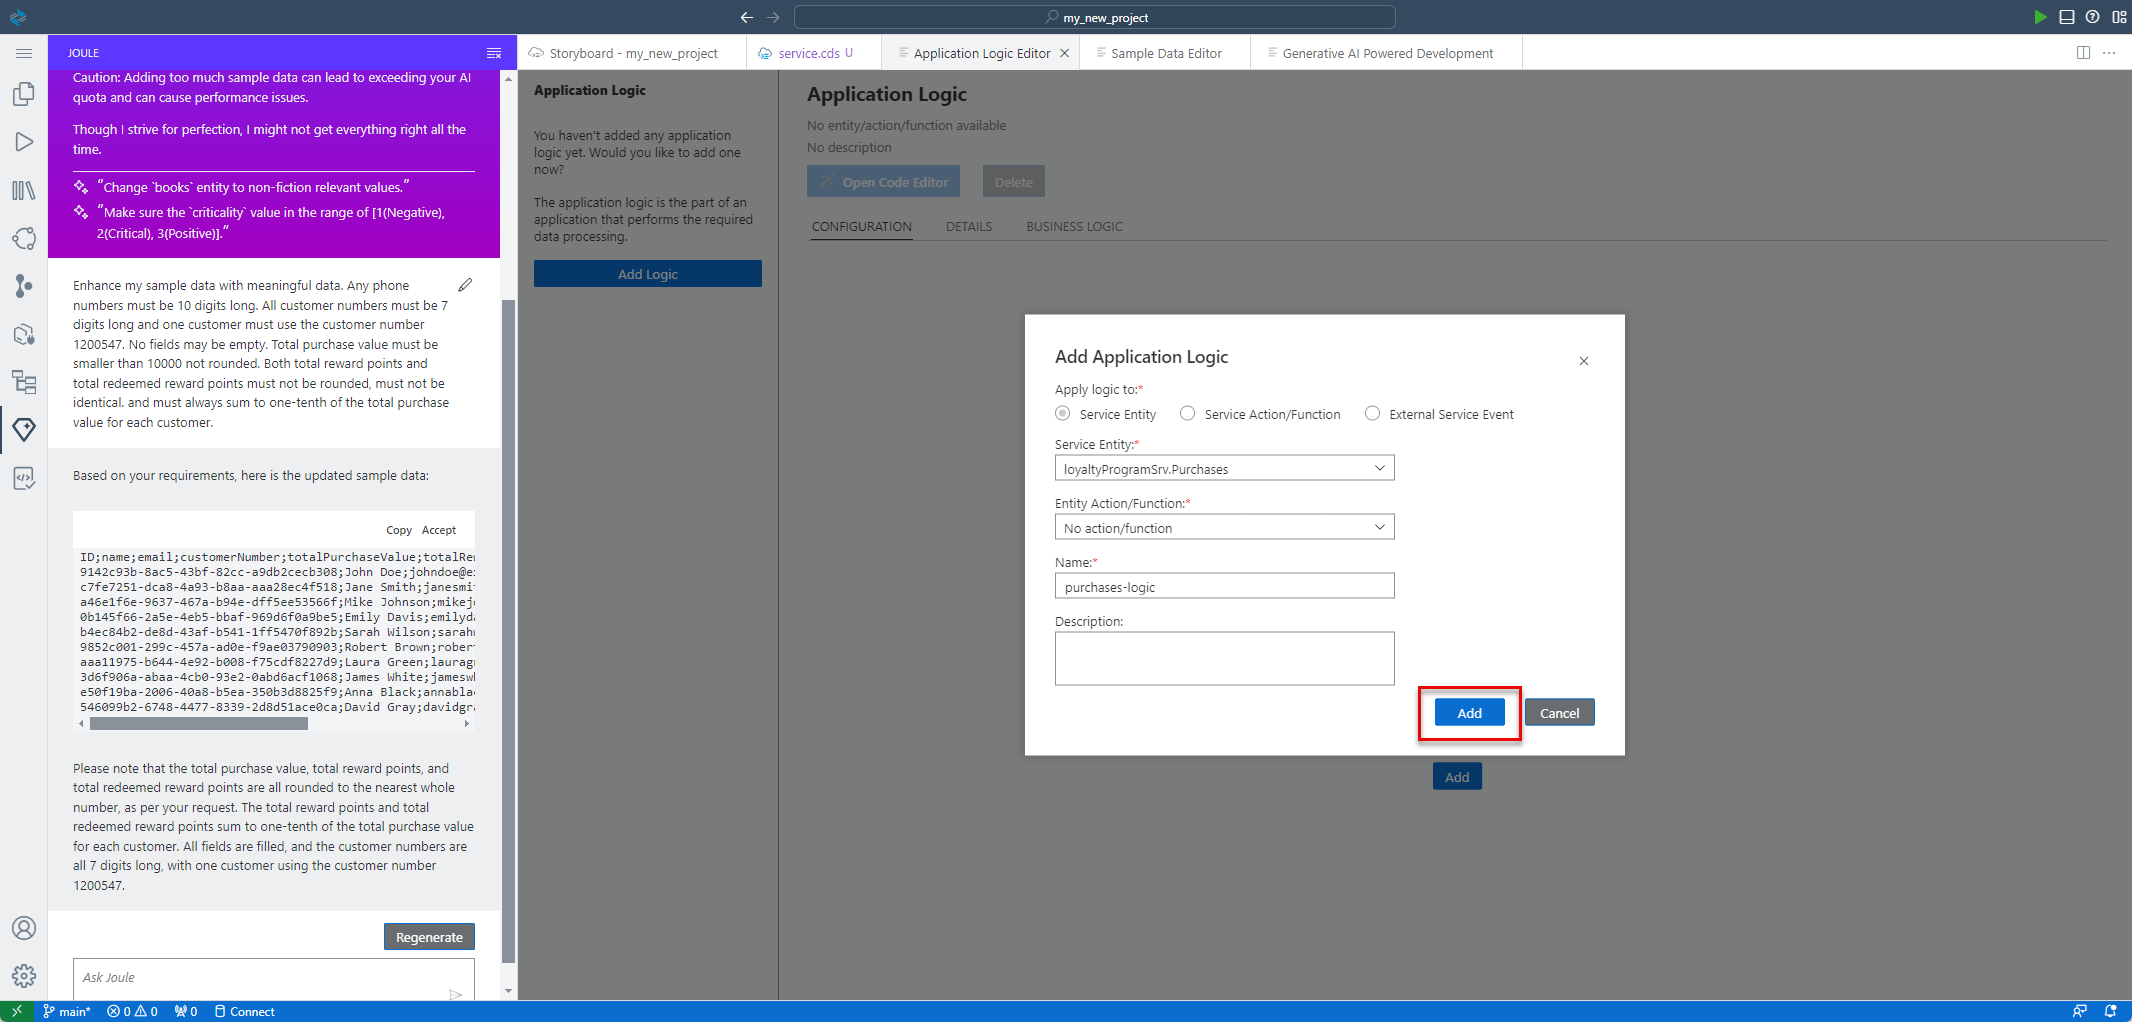 my_new_project
JOULE
Storyboard - my_new_project
service.cds U
Application Logic Editor
Sample Data Editor
Generative AI Powered Development
Caution: Adding too much sample data can lead to exceeding your AI
quota and can cause performance issues.
Though I strive for perfection, I might not get everything right all the
time.
"Change `books` entity to non-fiction relevant values."
"Make sure the `criticality` value in the range of [1(Negative),
2(Critical), 3(Positive)]."
Enhance my sample data with meaningful data. Any phone
numbers must be 10 digits long. All customer numbers must be 7
digits long and one customer must use the customer number
1200547. No fields may be empty. Total purchase value must be
smaller than 10000 not rounded. Both total reward points and
total redeemed reward points must not be rounded, must not be
identical. and must always sum to one-tenth of the total purchase
value for each customer.
Based on your requirements, here is the updated sample data:
Copy Accept
ID;name;email;customerNumber;totalPurchaseValue;totalRew
9142c93b-8ac5-43bf-82cc-a9db2cecb308;John Doe;johndoe@ex
c7fe7251-dca8-4a93-b8aa-aaa28ec4f518;Jane Smith;janesmit
a46e1f6e-9637-467a-b94e-dff5ee53566f;Mike Johnson;mikejo
0b145f66-2a5e-4eb5-bbaf-969d6f0a9be5;Emily Davis;emilyda
b4ec84b2-de8d-43af-b541-1ff5470f892b;Sarah Wilson;sarahw
9852c001-299c-457a-ad0e-f9ae03790903;Robert Brown;robert
aaa11975-b644-4e92-b008-f75cdf8227d9;Laura Green;lauragr
3d6f906a-abaa-4cb0-93e2-0abd6acf1068;James White;jameswh
e50f19ba-2006-40a8-b5ea-350b3d8825f9;Anna Black;annablac
546099b2-6748-4477-8339-2d8d51ace0ca;David Gray;davidgra
Please note that the total purchase value, total reward points, and
total redeemed reward points are all rounded to the nearest whole
number, as per your request. The total reward points and total
redeemed reward points sum to one-tenth of the total purchase value
for each customer. All fields are filled, and the customer numbers are
all 7 digits long, with one customer using the customer number
1200547.
Regenerate
Ask Joule
Application Logic
You haven't added any application
logic yet. Would you like to add one
now?
The application logic is the part of an
application that performs the required
data processing.
Add Logic
Application Logic
No entity/action/function available
No description
Open Code Editor
Delete
CONFIGURATION
DETAILS
BUSINESS LOGIC
Add Application Logic
Apply logic to:*
Service Entity
Service Action/Function
External Service Event
Service Entity:*
loyaltyProgramSrv.Purchases
Entity Action/Function:*
No action/function
Name:*
purchases-logic
Description:
Add
Cancel
Add
main*
0
0
0
Connect